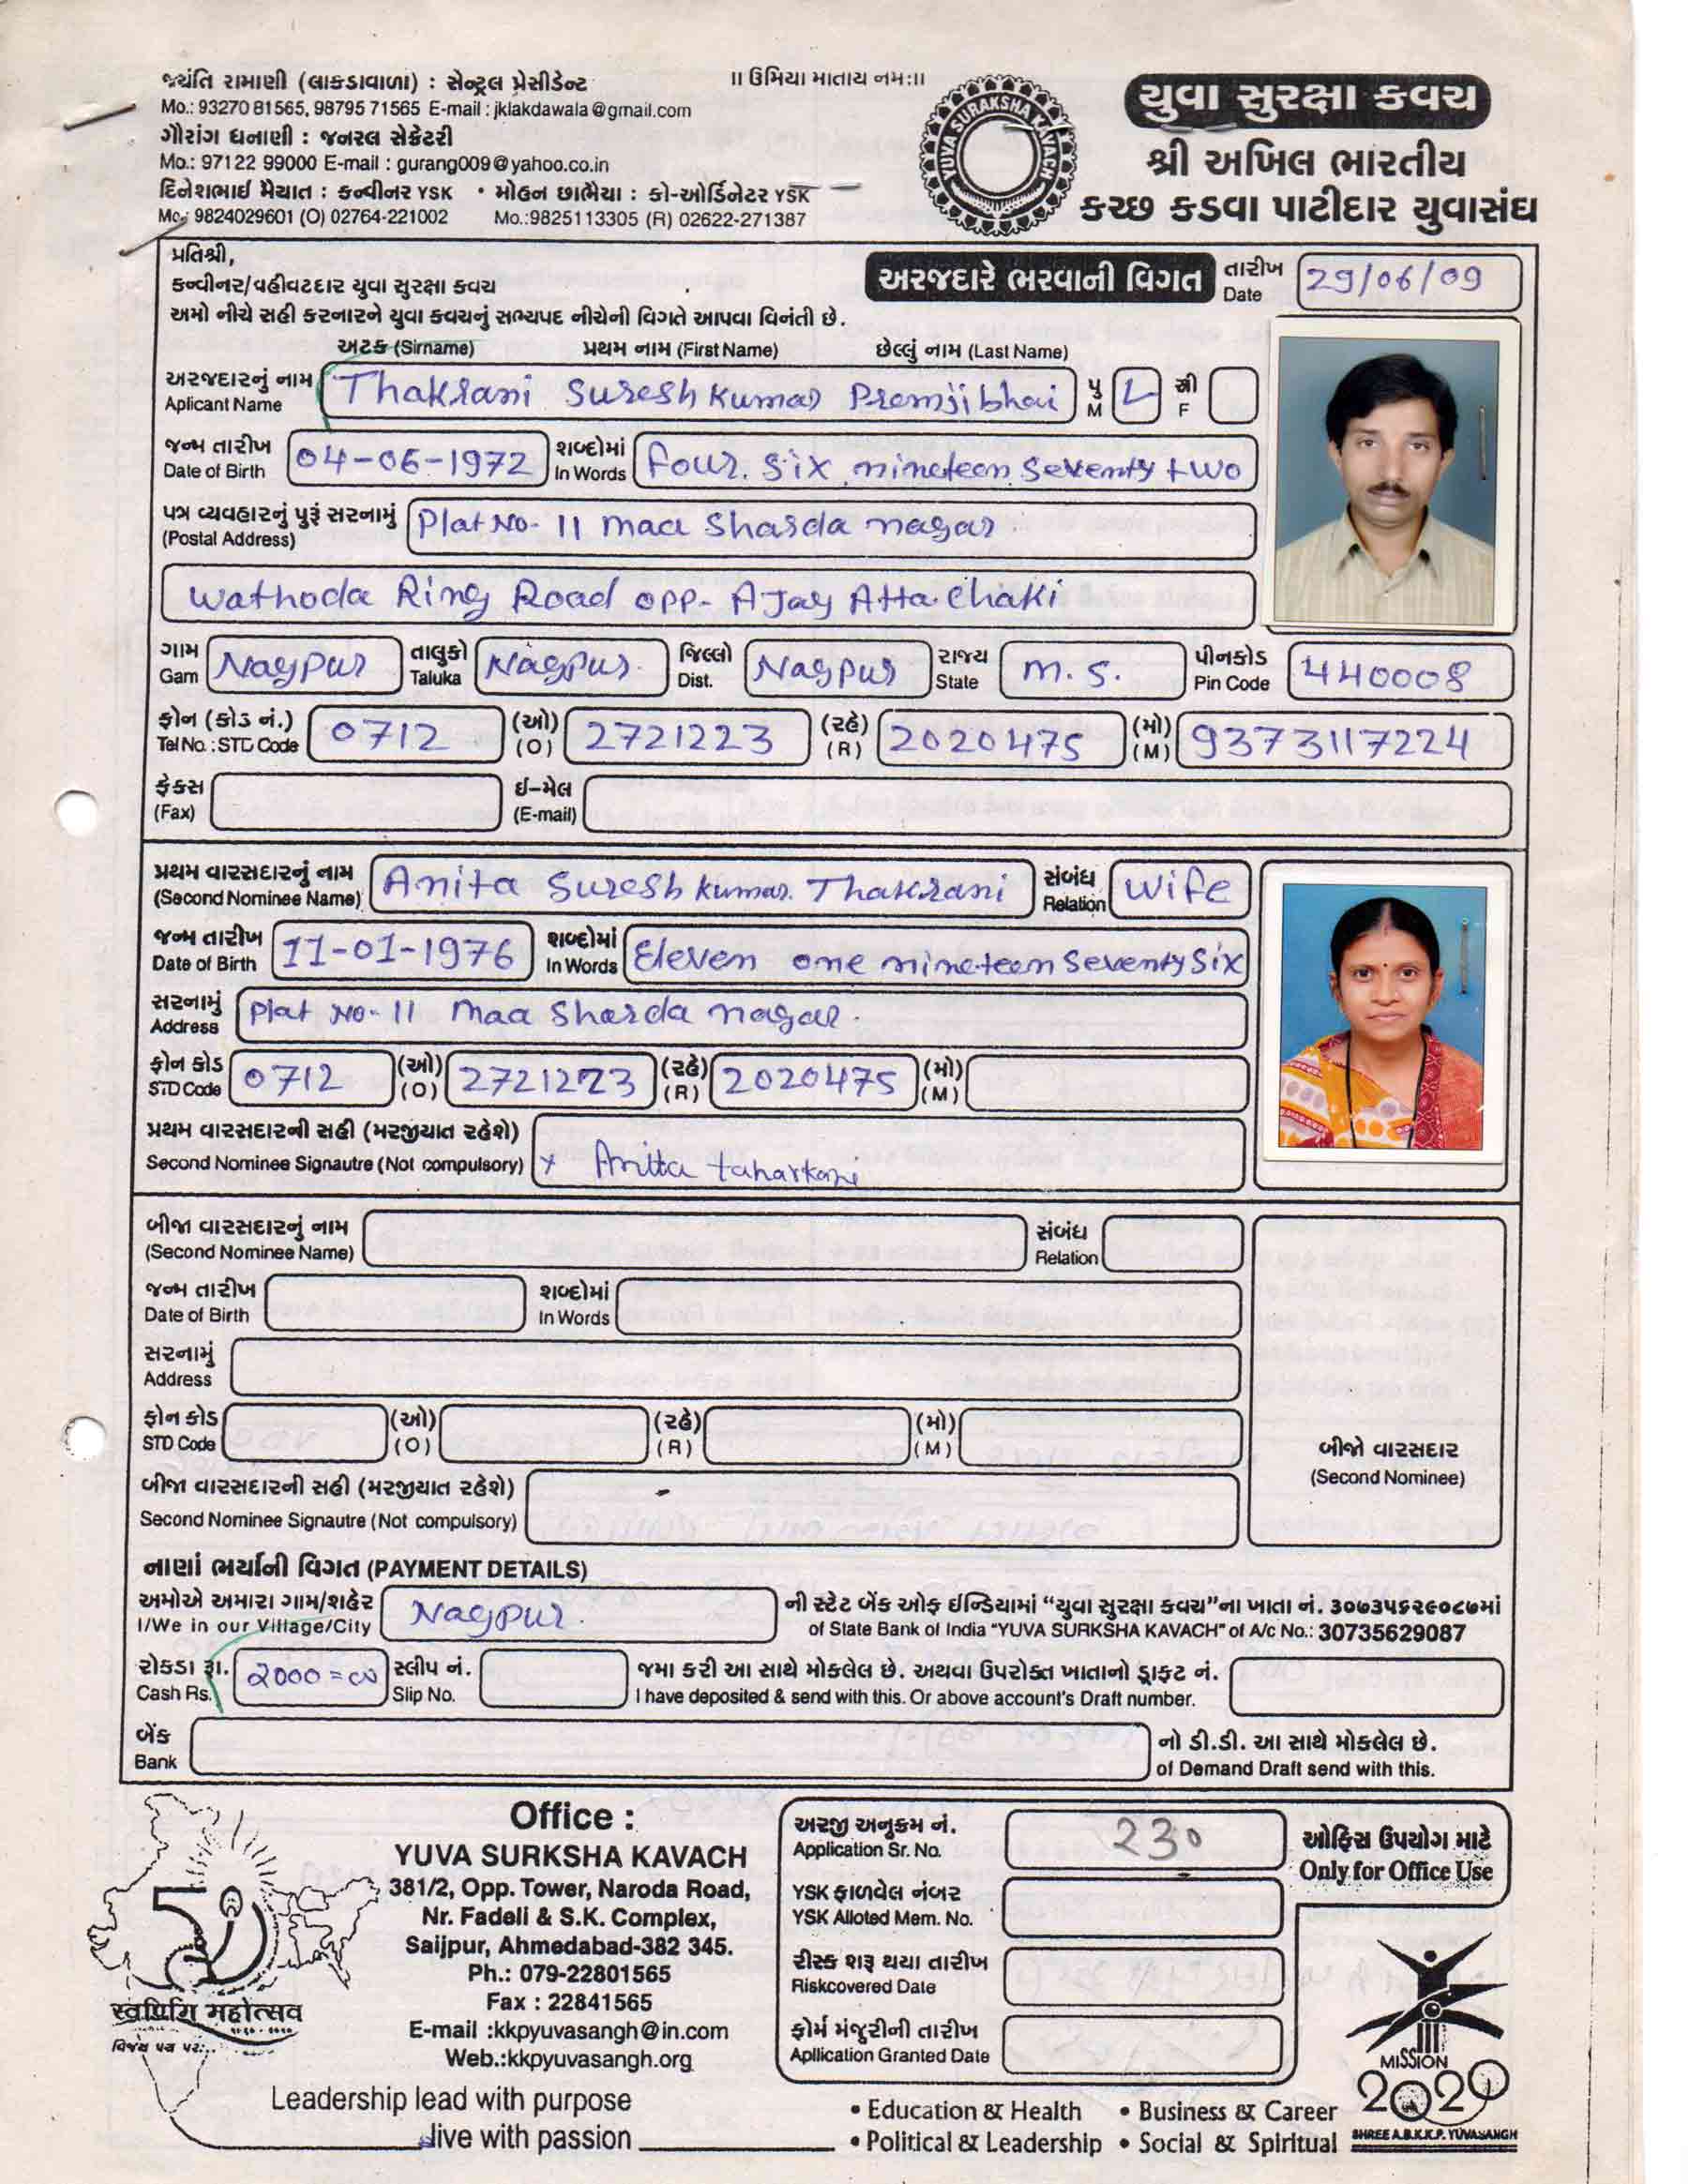 જયંતિ રામાણી (લાકડાવાળા) : સેન્ટ્રલ પ્રેસીડેન્ટ
Mo.: 93270 81565, 98795 71565 E-mail : jklakdawala@gmail.com
ગૌરાંગ ધનાણી : જનરલ સેક્રેટરી
Mo.: 97122 99000 E-mail : gurang009@yahoo.co.in
દિનેશભાઈ મૈયાત : કન્વીનર YSK • મોહન છાભૈયા : કો-ઓર્ડિનેટર YSK
Mo.: 9824029601 (O) 02764-221002 Mo.:9825113305 (R) 02622-271387
॥ ઉમિયા માતાય નમ:॥
YUVA SURAKSHA KAVACH
યુવા સુરક્ષા કવચ
શ્રી અખિલ ભારતીય
કચ્છ કડવા પાટીદાર યુવાસંઘ
પ્રતિશ્રી,
કન્વીનર/વહીવટદાર યુવા સુરક્ષા કવચ
અરજદારે ભરવાની વિગત
તારીખ Date 29/06/09
અમો નીચે સહી કરનારને યુવા કવચનું સભ્યપદ નીચેની વિગતે આપવા વિનંતી છે.
અટક (Sirname) પ્રથમ નામ (First Name) છેલ્લું નામ (Last Name)
અરજદારનું નામ Aplicant Name Thakrani Suresh Kumar Premjibhai પુ M સ્ત્રી F
જન્મ તારીખ Date of Birth 04-06-1972 શબ્દોમાં In Words Four. Six nineteen Seventy two
પત્ર વ્યવહારનું પુરૂં સરનામું (Postal Address) Plat No- 11 maa Sharda nagar
Wathoda Ring Road opp- Ajay Atta Chaki
ગામ Gam Nagpur તાલુકો Taluka Nagpur જિલ્લો Dist. Nagpur રાજ્ય State M.S. પીનકોડ Pin Code 440008
ફોન (કોડ નં.) Tel No. : STD Code 0712 (ઓ) (O) 2721223 (રહે) (R) 2020475 (મો) (M) 9373117224
ફેક્સ (Fax) ઈ-મેલ (E-mail)
પ્રથમ વારસદારનું નામ (Second Nominee Name) Anita Suresh Kumar. Thakrani સંબંધ Relation Wife
જન્મ તારીખ Date of Birth 11-01-1976 શબ્દોમાં In Words Eleven one nineteen Seventy Six
સરનામું Address Plat No- 11 Maa Sharda nagar.
ફોન કોડ STD Code 0712 (ઓ) (O) 2721223 (રહે) (R) 2020475 (મો) (M)
પ્રથમ વારસદારની સહી (મરજીયાત રહેશે)
Second Nominee Signautre (Not compulsory) x Anitta
બીજા વારસદારનું નામ (Second Nominee Name) સંબંધ Relation
જન્મ તારીખ Date of Birth શબ્દોમાં In Words
સરનામું Address
ફોન કોડ STD Code (ઓ) (O) (રહે) (R) (મો) (M)
બીજો વારસદાર
(Second Nominee)
બીજા વારસદારની સહી (મરજીયાત રહેશે)
Second Nominee Signautre (Not compulsory)
નાણાં ભર્યાની વિગત (PAYMENT DETAILS)
અમોએ અમારા ગામ/શહેર Nagpur. ની સ્ટેટ બેંક ઓફ ઈન્ડિયામાં "યુવા સુરક્ષા કવચ"ના ખાતા નં. ૩૦૭૩૫૬૨૯૦૮૭માં
I/We in our Village/City of State Bank of India "YUVA SURKSHA KAVACH" of A/c No.: 30735629087
રોકડા રૂા. 2000=00 સ્લીપ નં. જમા કરી આ સાથે મોકલેલ છે. અથવા ઉપરોક્ત ખાતાનો ડ્રાફ્ટ નં.
Cash Rs. Slip No. I have deposited & send with this. Or above account's Draft number.
બેંક નો ડી.ડી. આ સાથે મોકલેલ છે.
Bank of Demand Draft send with this.
Office :
YUVA SURKSHA KAVACH
381/2, Opp. Tower, Naroda Road,
Nr. Fadeli & S.K. Complex,
Saijpur, Ahmedabad-382 345.
Ph.: 079-22801565
Fax : 22841565
E-mail :kkpyuvasangh@in.com
Web.:kkpyuvasangh.org
50
મહોત્સવ
Leadership lead with purpose
live with passion
અરજી અનુક્રમ નં. Application Sr. No. 230
ઓફિસ ઉપયોગ માટે
Only for Office Use
YSK ફાળવેલ નંબર
YSK Alloted Mem. No.
રીસ્ક શરૂ થયા તારીખ
Riskcovered Date
ફોર્મ મંજુરીની તારીખ
Apllication Granted Date
MISSION
2020
SHREE A.B.K.K.P. YUVASANGH
• Education & Health • Business & Career
• Political & Leadership • Social & Spiritual